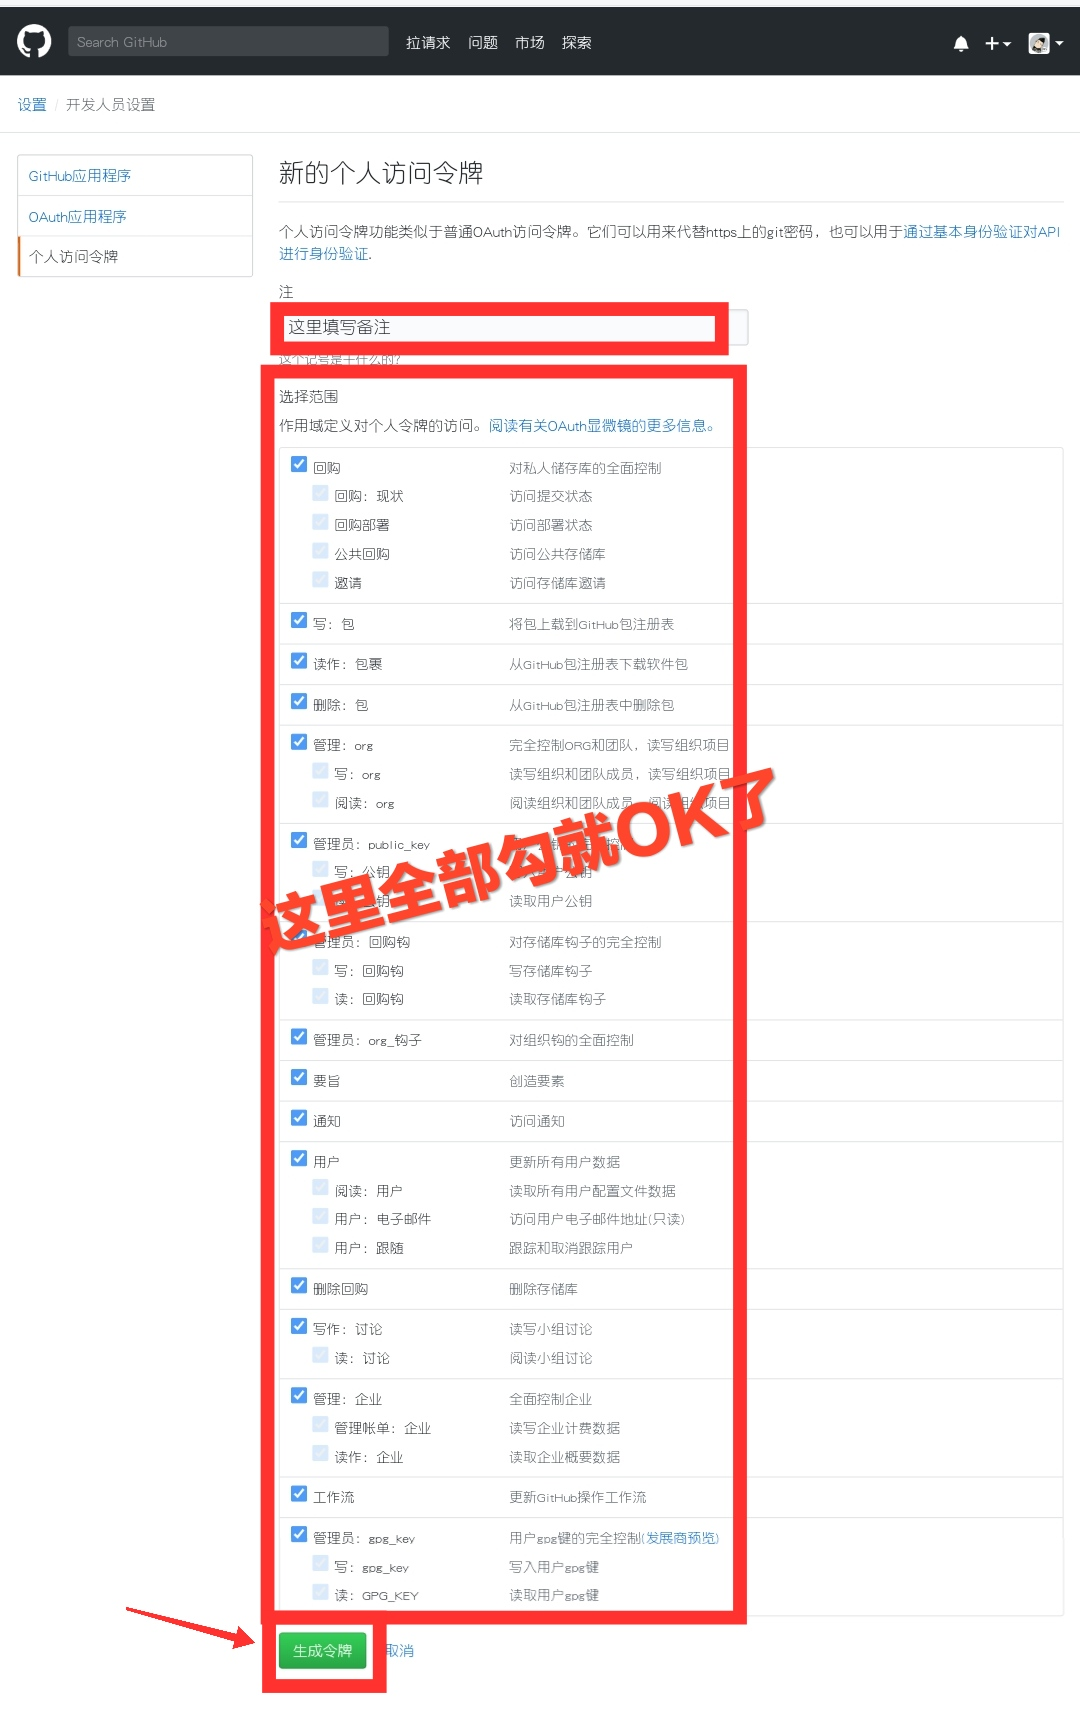 Search GitHub
拉请求 问题 市场 探索
设置 / 开发人员设置
GitHub应用程序
OAuth应用程序
个人访问令牌
新的个人访问令牌
个人访问令牌功能类似于普通OAuth访问令牌。它们可以用来代替https上的git密码，也可以用于通过基本身份验证对API
进行身份验证.
注
这里填写备注
这个记号是干什么的?
选择范围
作用域定义对个人令牌的访问。阅读有关OAuth显微镜的更多信息。
回购 对私人储存库的全面控制
回购：现状 访问提交状态
回购部署 访问部署状态
公共回购 访问公共存储库
邀请 访问存储库邀请
写：包 将包上载到GitHub包注册表
读作：包裹 从GitHub包注册表下载软件包
删除：包 从GitHub包注册表中删除包
管理：org 完全控制ORG和团队，读写组织项目
写：org 读写组织和团队成员，读写组织项目
阅读：org 阅读组织和团队成员，阅读组织项目
这里全部勾就OK了
管理员：public_key
写：公钥 用户公钥
公钥 读取用户公钥
管理员：回购钩 对存储库钩子的完全控制
写：回购钩 写存储库钩子
读：回购钩 读取存储库钩子
管理员：org_钩子 对组织钩的全面控制
要旨 创造要素
通知 访问通知
用户 更新所有用户数据
阅读：用户 读取所有用户配置文件数据
用户：电子邮件 访问用户电子邮件地址(只读)
用户：跟随 跟踪和取消跟踪用户
删除回购 删除存储库
写作：讨论 读写小组讨论
读：讨论 阅读小组讨论
管理：企业 全面控制企业
管理帐单：企业 读写企业计费数据
读作：企业 读取企业概要数据
工作流 更新GitHub操作工作流
管理员：gpg_key 用户gpg键的完全控制(发展商预览)
写：gpg_key 写入用户gpg键
读：GPG_KEY 读取用户gpg键
生成令牌 取消